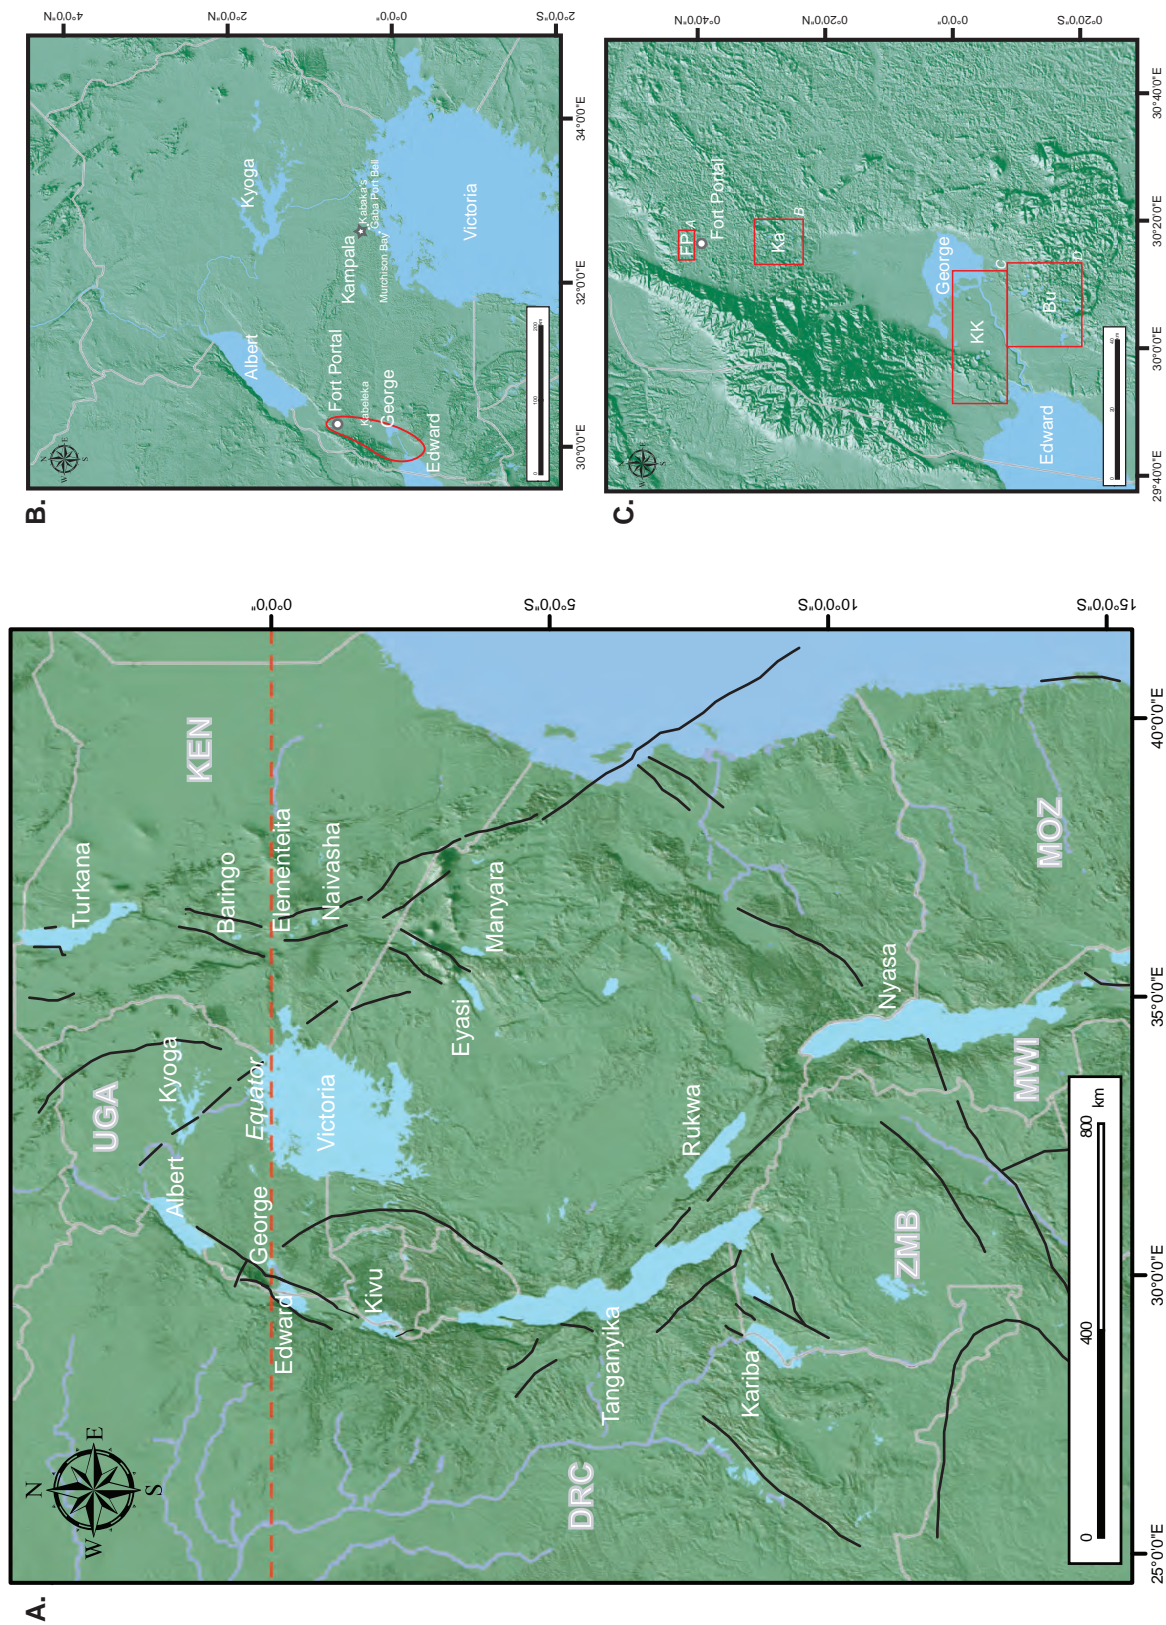 A.
N
E
S
W
Turkana
KEN
Baringo
Elementeita
Naivasha
UGA
Kyoga
Albert
Equator
Victoria
George
Edward
Kivu
Eyasi
Manyara
DRC
Tanganyika
Rukwa
Nyasa
Kariba
ZMB
MWI
MOZ
0
400
800
km
0°0'0"
5°0'0"S
10°0'0"S
15°0'0"S
25°0'0"E
30°0'0"E
35°0'0"E
40°0'0"E
B.
N
E
S
W
Kyoga
Albert
Kampala
Kabaka's
Gaba Port Bell
Murchison Bay
Fort Portal
Kabeleka
George
Edward
Victoria
0
100
200
4°0'0"N
2°0'0"N
0°0'0"
2°0'0"S
30°0'0"E
32°0'0"E
34°0'0"E
C.
N
E
S
W
FP
A
Fort Portal
Ka
B
George
KK
C
Bu
D
Edward
0
20
40
0°40'0"N
0°20'0"N
0°0'0"
0°20'0"S
29°40'0"E
30°0'0"E
30°20'0"E
30°40'0"E